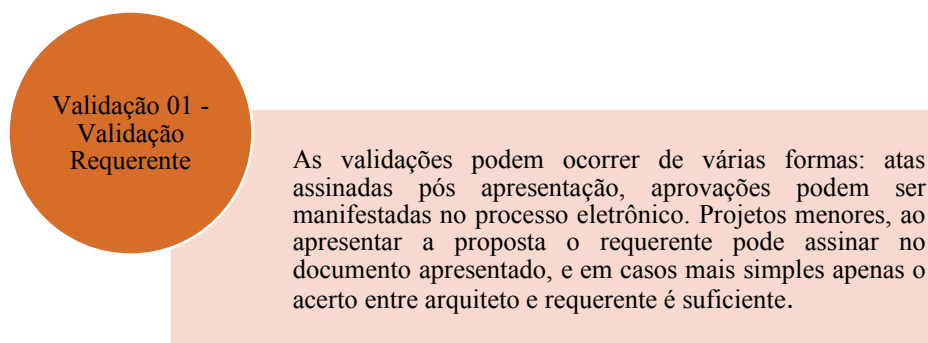 Validação 01 -
Validação
Requerente
As validações podem ocorrer de várias formas: atas
assinadas pós apresentação, aprovações podem ser
manifestadas no processo eletrônico. Projetos menores, ao
apresentar a proposta o requerente pode assinar no
documento apresentado, e em casos mais simples apenas o
acerto entre arquiteto e requerente é suficiente.